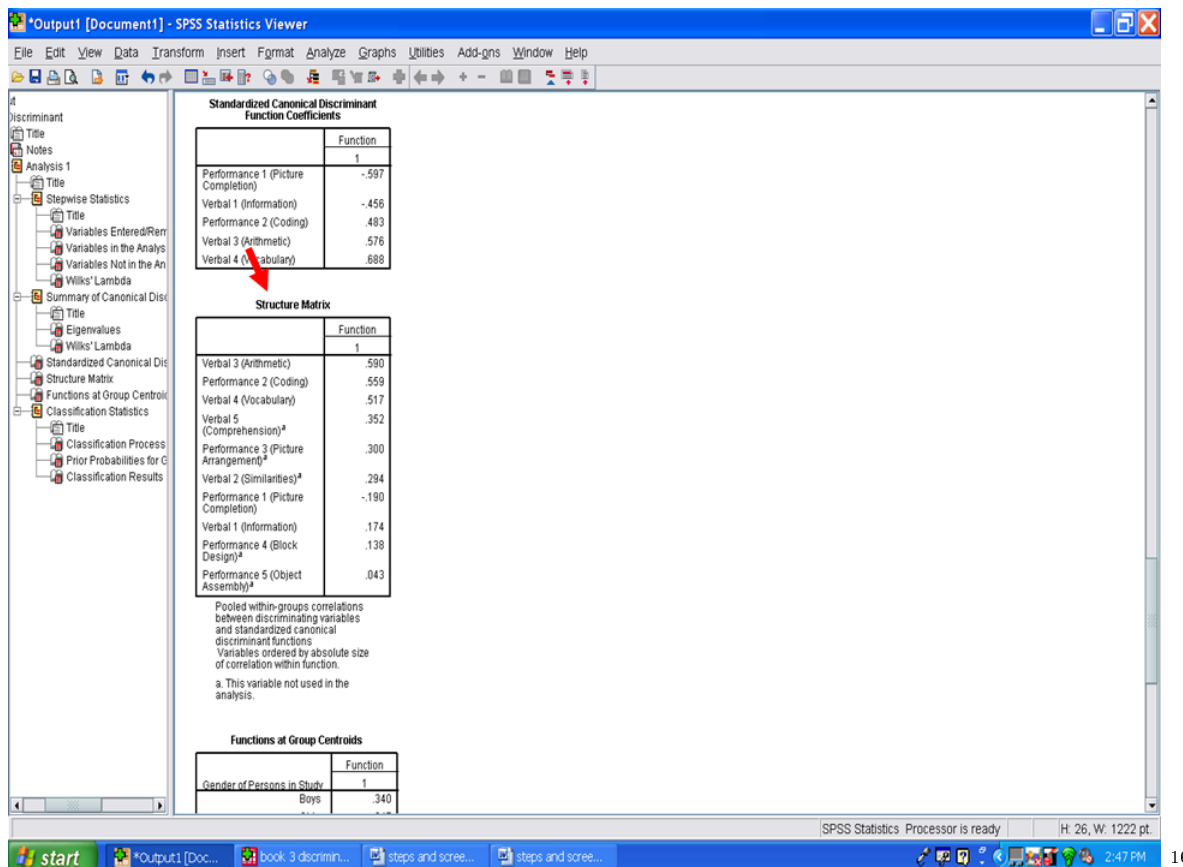 *Output1 [Document1] - SPSS Statistics Viewer
File Edit View Data Transform Insert Format Analyze Graphs Utilities Add-ons Window Help
Discriminant
Title
Notes
Analysis 1
Title
Stepwise Statistics
Title
Variables Entered/Rem
Variables in the Analys
Variables Not in the An
Wilks' Lambda
Summary of Canonical Disc
Title
Eigenvalues
Wilks' Lambda
Standardized Canonical Dis
Structure Matrix
Functions at Group Centroid
Classification Statistics
Title
Classification Process
Prior Probabilities for G
Classification Results
Standardized Canonical Discriminant
Function Coefficients
Function
1
Performance 1 (Picture -.597
Completion)
Verbal 1 (Information) -.456
Performance 2 (Coding) .483
Verbal 3 (Arithmetic) .576
Verbal 4 (Vocabulary) .688
Structure Matrix
Function
1
Verbal 3 (Arithmetic) .590
Performance 2 (Coding) .559
Verbal 4 (Vocabulary) .517
Verbal 5 .352
(Comprehension)a
Performance 3 (Picture .300
Arrangement)a
Verbal 2 (Similarities)a .294
Performance 1 (Picture -.190
Completion)
Verbal 1 (Information) .174
Performance 4 (Block .138
Design)a
Performance 5 (Object .043
Assembly)a
Pooled within-groups correlations
between discriminating variables
and standardized canonical
discriminant functions
Variables ordered by absolute size
of correlation within function.
a. This variable not used in the
analysis.
Functions at Group Centroids
Function
Gender of Persons in Study 1
Boys .340
SPSS Statistics Processor is ready H: 26, W: 1222 pt.
start *Output1 [Doc... book 3 discrimin... steps and scree... steps and scree... 2:47 PM